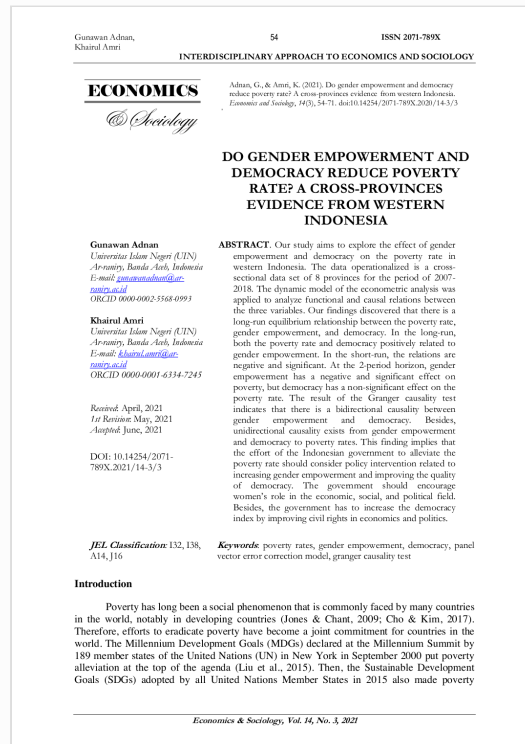 Gunawan Adnan,
Khairul Amri
54
ISSN 2071-789X
INTERDISCIPLINARY APPROACH TO ECONOMICS AND SOCIOLOGY
ECONOMICS
& Sociology
Adnan, G., & Amri, K. (2021). Do gender empowerment and democracy
reduce poverty rate? A cross-provinces evidence from western Indonesia.
Economics and Sociology, 14(3), 54-71. doi:10.14254/2071-789X.2020/14-3/3
DO GENDER EMPOWERMENT AND
DEMOCRACY REDUCE POVERTY
RATE? A CROSS-PROVINCES
EVIDENCE FROM WESTERN
INDONESIA
Gunawan Adnan
Universitas Islam Negeri (UIN)
Ar-raniry, Banda Aceh, Indonesia
E-mail: gunawanadnan@ar-
raniry.ac.id
ORCID 0000-0002-5568-0993
Khairul Amri
Universitas Islam Negeri (UIN)
Ar-raniry, Banda Aceh, Indonesia
E-mail: khairul.amri@ar-
raniry.ac.id
ORCID 0000-0001-6334-7245
Received: April, 2021
1st Revision: May, 2021
Accepted: June, 2021
DOI: 10.14254/2071-
789X.2021/14-3/3
ABSTRACT. Our study aims to explore the effect of gender
empowerment and democracy on the poverty rate in
western Indonesia. The data operationalized is a cross-
sectional data set of 8 provinces for the period of 2007-
2018. The dynamic model of the econometric analysis was
applied to analyze functional and causal relations between
the three variables. Our findings discovered that there is a
long-run equilibrium relationship between the poverty rate,
gender empowerment, and democracy. In the long-run,
both the poverty rate and democracy positively related to
gender empowerment. In the short-run, the relations are
negative and significant. At the 2-period horizon, gender
empowerment has a negative and significant effect on
poverty, but democracy has a non-significant effect on the
poverty rate. The result of the Granger causality test
indicates that there is a bidirectional causality between
gender empowerment and democracy. Besides,
unidirectional causality exists from gender empowerment
and democracy to poverty rates. This finding implies that
the effort of the Indonesian government to alleviate the
poverty rate should consider policy intervention related to
increasing gender empowerment and improving the quality
of democracy. The government should encourage
women's role in the economic, social, and political field.
Besides, the government has to increase the democracy
index by improving civil rights in economics and politics.
JEL Classification: I32, I38,
A14, J16
Keywords: poverty rates, gender empowerment, democracy, panel
vector error correction model, granger causality test
Introduction
Poverty has long been a social phenomenon that is commonly faced by many countries
in the world, notably in developing countries (Jones & Chant, 2009; Cho & Kim, 2017).
Therefore, efforts to eradicate poverty have become a joint commitment for countries in the
world. The Millennium Development Goals (MDGs) declared at the Millennium Summit by
189 member states of the United Nations (UN) in New York in September 2000 put poverty
alleviation at the top of the agenda (Liu et al., 2015). Then, the Sustainable Development
Goals (SDGs) adopted by all United Nations Member States in 2015 also made poverty
Economics & Sociology, Vol. 14, No. 3, 2021